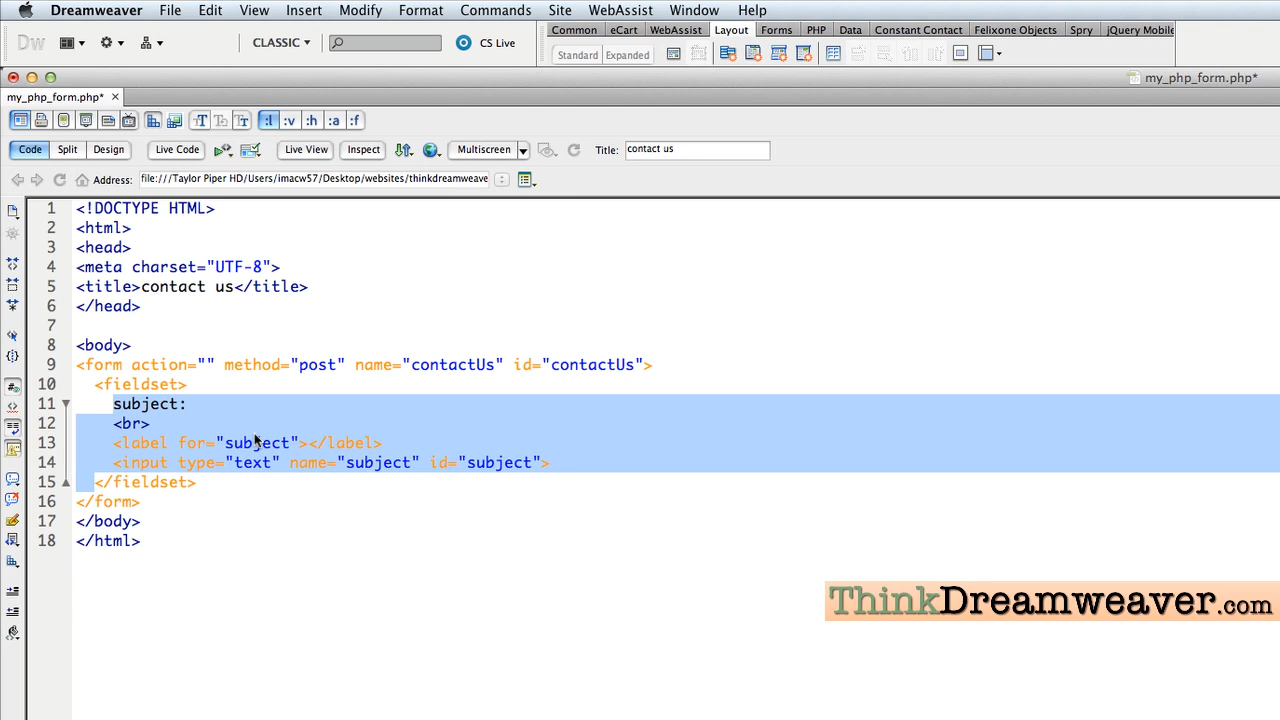 Dreamweaver File Edit View Insert Modify Format Commands Site WebAssist Window Help
Dw CLASSIC CS Live
Common eCart WebAssist Layout Forms PHP Data Constant Contact Felixone Objects Spry jQuery Mobile
Standard Expanded
my_php_form.php*
my_php_form.php*
:l :v :h :a :f
Code Split Design Live Code Live View Inspect Multiscreen Title: contact us
Address: file:///Taylor Piper HD/Users/imacw57/Desktop/websites/thinkdreamweave
1 <!DOCTYPE HTML>
2 <html>
3 <head>
4 <meta charset="UTF-8">
5 <title>contact us</title>
6 </head>
7
8 <body>
9 <form action="" method="post" name="contactUs" id="contactUs">
10 <fieldset>
11 subject:
12 <br>
13 <label for="subject"></label>
14 <input type="text" name="subject" id="subject">
15 </fieldset>
16 </form>
17 </body>
18 </html>
ThinkDreamweaver.com